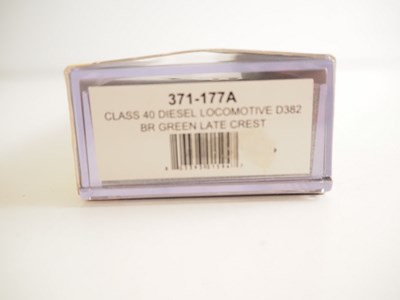 371-177A
CLASS 40 DIESEL LOCOMOTIVE D382
BR GREEN LATE CREST